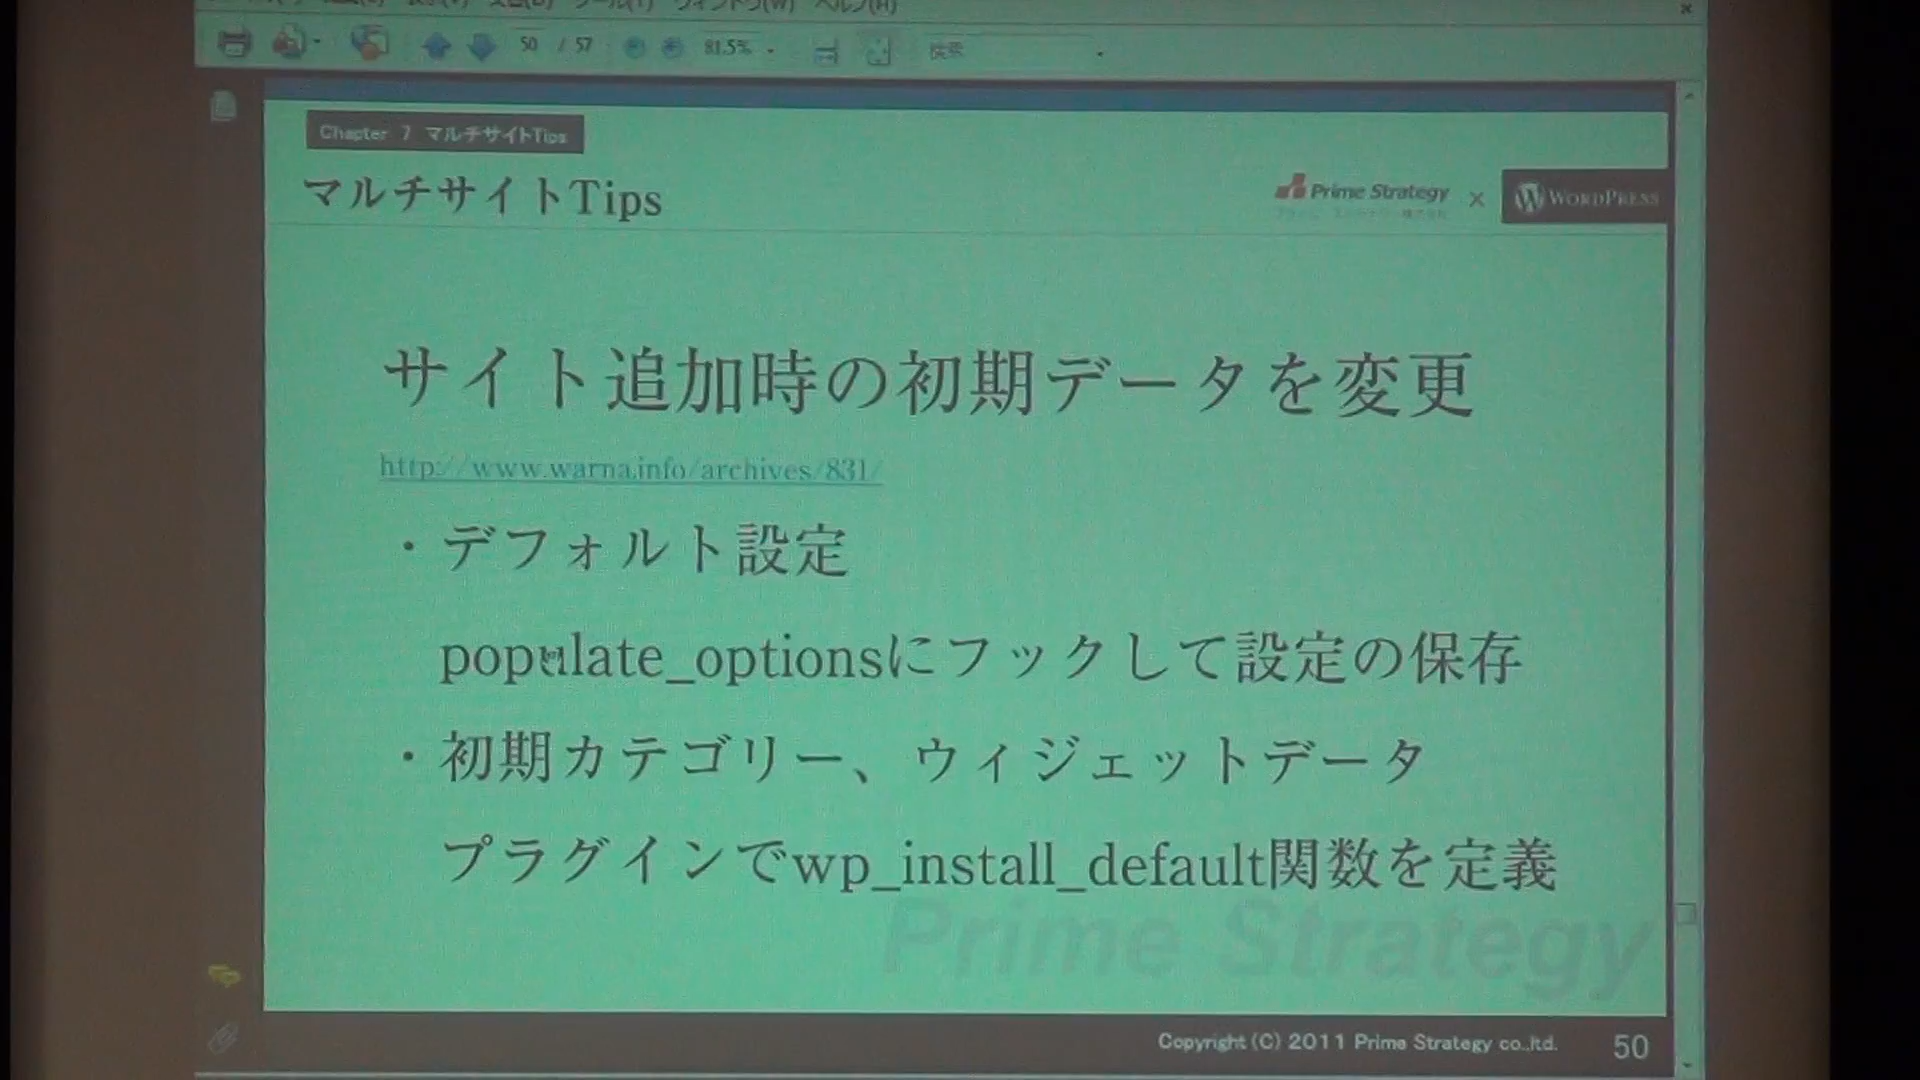 ヘルプ(H)
50 / 57 81.5% 検索
Chapter 7 マルチサイトTips
マルチサイトTips
Prime Strategy × WORDPRESS
サイト追加時の初期データを変更
http://www.warna.info/archives/831/
・デフォルト設定
populate_optionsにフックして設定の保存
・初期カテゴリー、ウィジェットデータ
プラグインでwp_install_default関数を定義
Prime Strategy
Copyright (C) 2011 Prime Strategy co.,ltd. 50